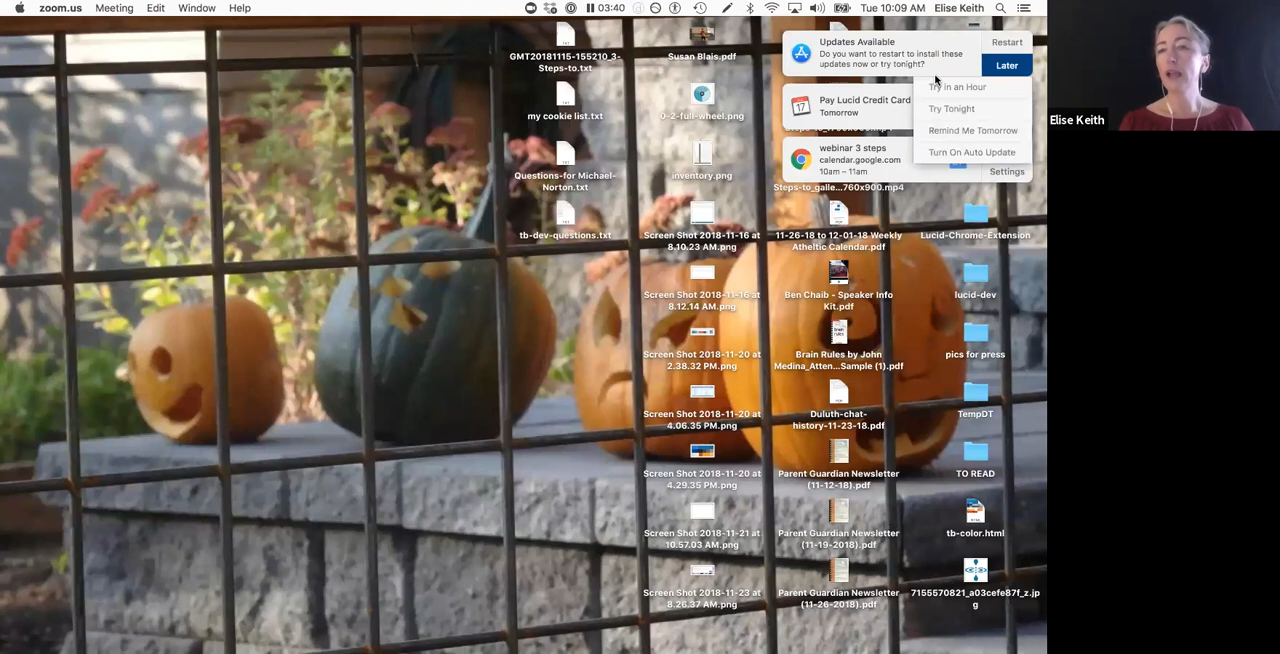 zoom.us Meeting Edit Window Help 03:40 Tue 10:09 AM Elise Keith
GMT20181115-155210_3-
Steps-to.txt
Susan Blais.pdf
my cookie list.txt
0-2-full-wheel.png
Questions-for Michael-
Norton.txt
inventory.png
tb-dev-questions.txt
Screen Shot 2018-11-16 at
8.10.23 AM.png
Screen Shot 2018-11-16 at
8.12.14 AM.png
Screen Shot 2018-11-20 at
2.38.32 PM.png
Screen Shot 2018-11-20 at
4.06.35 PM.png
Screen Shot 2018-11-20 at
4.29.35 PM.png
Screen Shot 2018-11-21 at
10.57.03 AM.png
Screen Shot 2018-11-23 at
8.26.37 AM.png
Updates Available
Do you want to restart to install these
updates now or try tonight?
Restart
Later
Try in an Hour
Try Tonight
Remind Me Tomorrow
Turn On Auto Update
17
Pay Lucid Credit Card
Tomorrow
webinar 3 steps
calendar.google.com
10am – 11am
Settings
Steps-to_galle...760x900.mp4
11-26-18 to 12-01-18 Weekly
Atheltic Calendar.pdf
Ben Chaib - Speaker Info
Kit.pdf
Brain Rules by John
Medina_Atten...Sample (1).pdf
Duluth-chat-
history-11-23-18.pdf
Parent Guardian Newsletter
(11-12-18).pdf
Parent Guardian Newsletter
(11-19-2018).pdf
Parent Guardian Newsletter
(11-26-2018).pdf
Lucid-Chrome-Extension
lucid-dev
pics for press
TempDT
TO READ
tb-color.html
7155570821_a03cefe87f_z.jp
g
Elise Keith